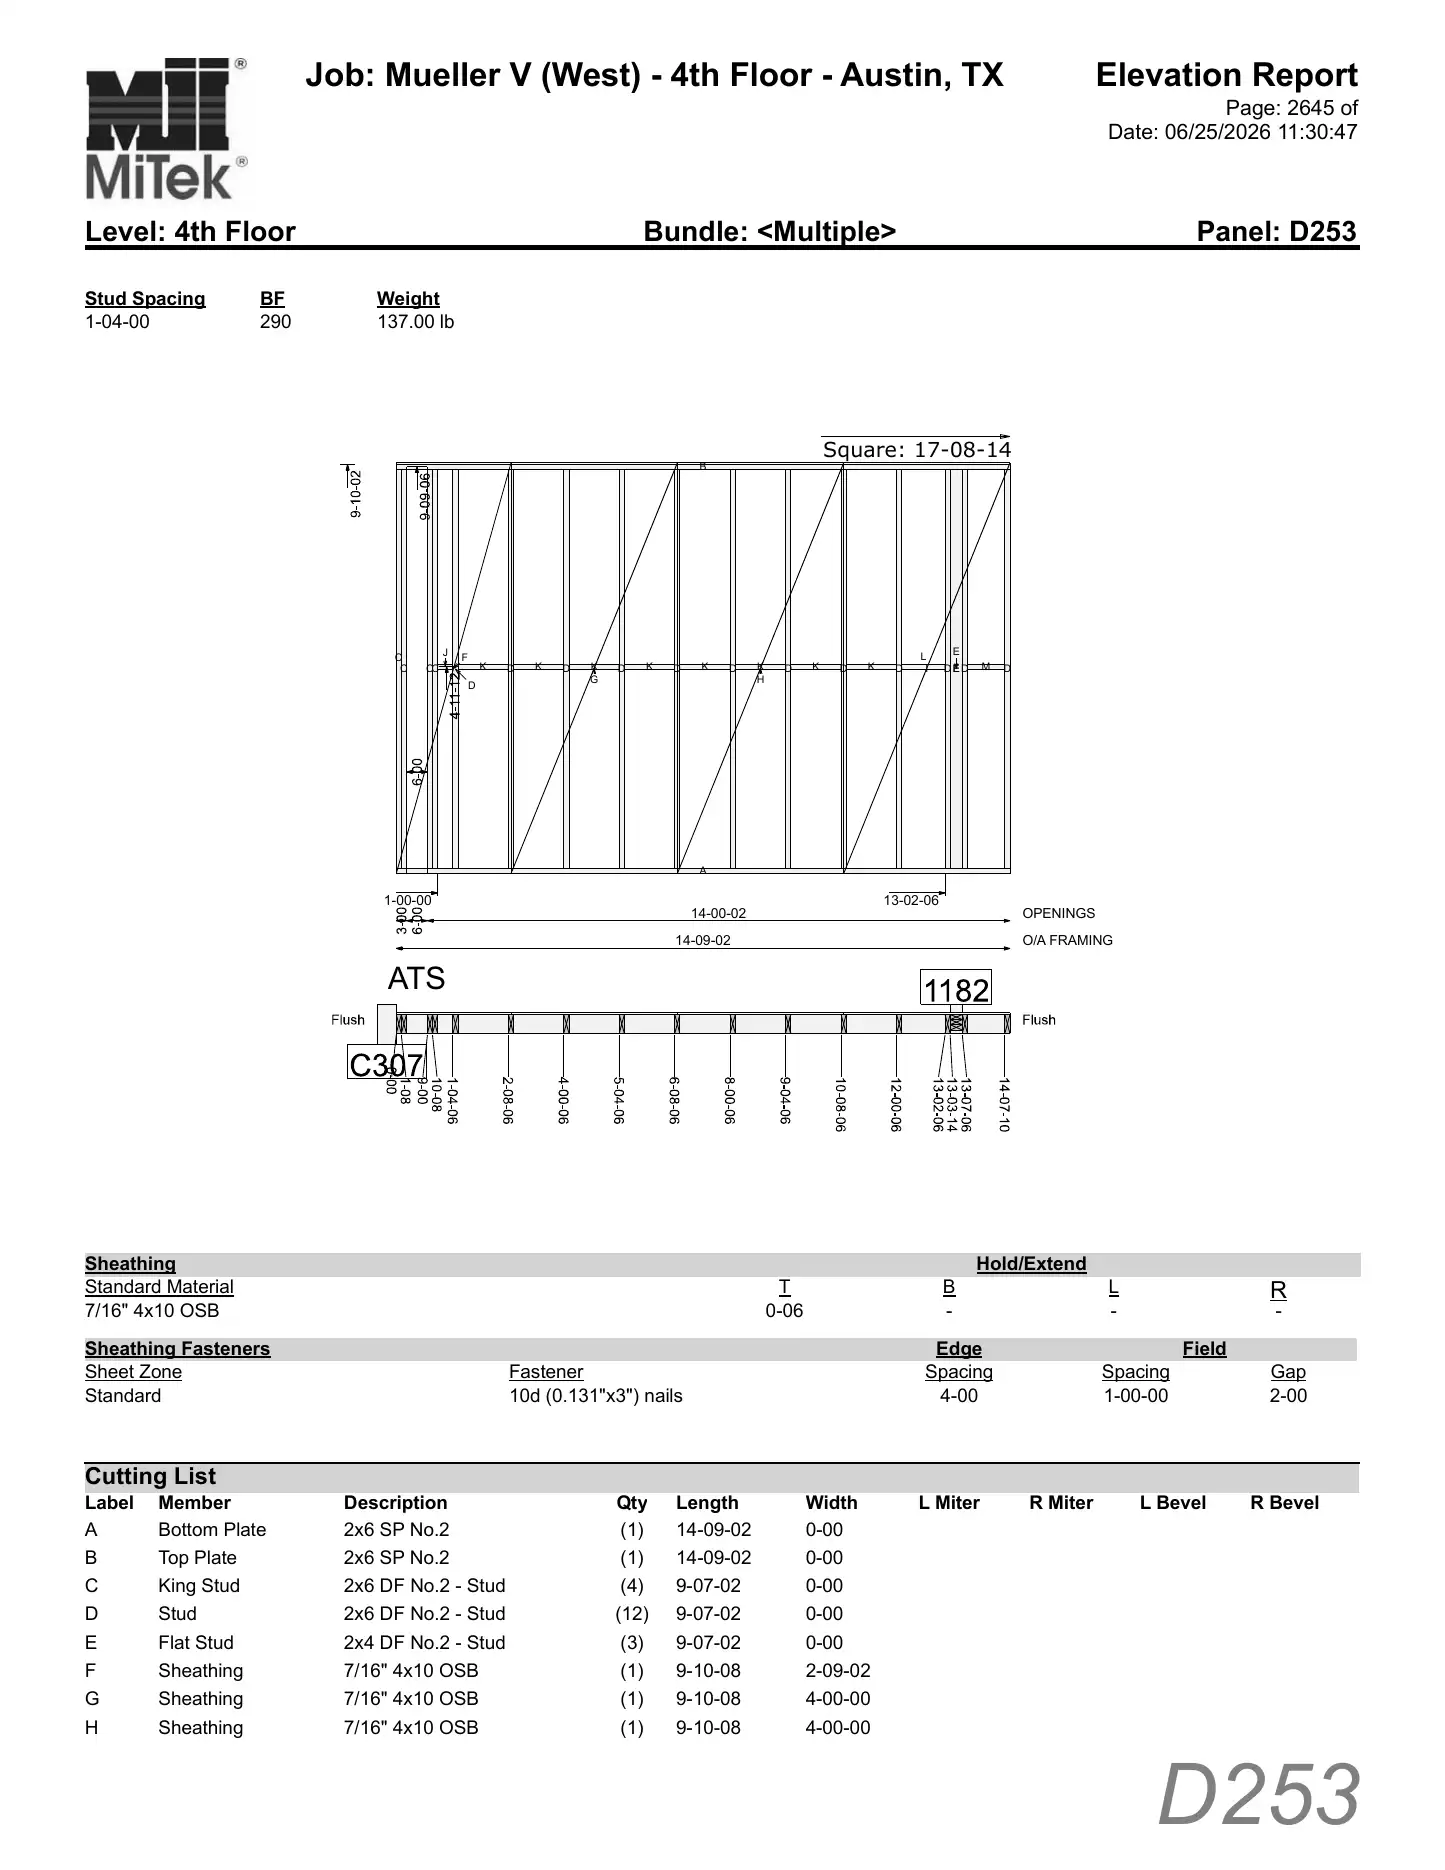 Job: Mueller V (West) - 4th Floor - Austin, TX
Elevation Report
Page: 2645 of
Date: 06/25/2026 11:30:47
MiTek®
Level: 4th Floor Bundle: <Multiple> Panel: D253
Stud Spacing BF Weight
1-04-00 290 137.00 lb
Square: 17-08-14
B
9-10-02
9-09-06
C J F K K K K K K K K L E M
D G H E
4-11-12
6-00
A
1-00-00 13-02-06
3-00 6-00 14-00-02 OPENINGS
14-09-02 O/A FRAMING
ATS 1182
Flush Flush
C307
0-00 1-08 9-00 10-08 1-04-06 2-08-06 4-00-06 5-04-06 6-08-06 8-00-06 9-04-06 10-08-06 12-00-06 13-02-06 13-03-14 13-07-06 14-07-10
Sheathing Hold/Extend
Standard Material T B L R
7/16" 4x10 OSB 0-06 - - -
Sheathing Fasteners Edge Field
Sheet Zone Fastener Spacing Spacing Gap
Standard 10d (0.131"x3") nails 4-00 1-00-00 2-00
Cutting List
Label Member Description Qty Length Width L Miter R Miter L Bevel R Bevel
A Bottom Plate 2x6 SP No.2 (1) 14-09-02 0-00
B Top Plate 2x6 SP No.2 (1) 14-09-02 0-00
C King Stud 2x6 DF No.2 - Stud (4) 9-07-02 0-00
D Stud 2x6 DF No.2 - Stud (12) 9-07-02 0-00
E Flat Stud 2x4 DF No.2 - Stud (3) 9-07-02 0-00
F Sheathing 7/16" 4x10 OSB (1) 9-10-08 2-09-02
G Sheathing 7/16" 4x10 OSB (1) 9-10-08 4-00-00
H Sheathing 7/16" 4x10 OSB (1) 9-10-08 4-00-00
D253